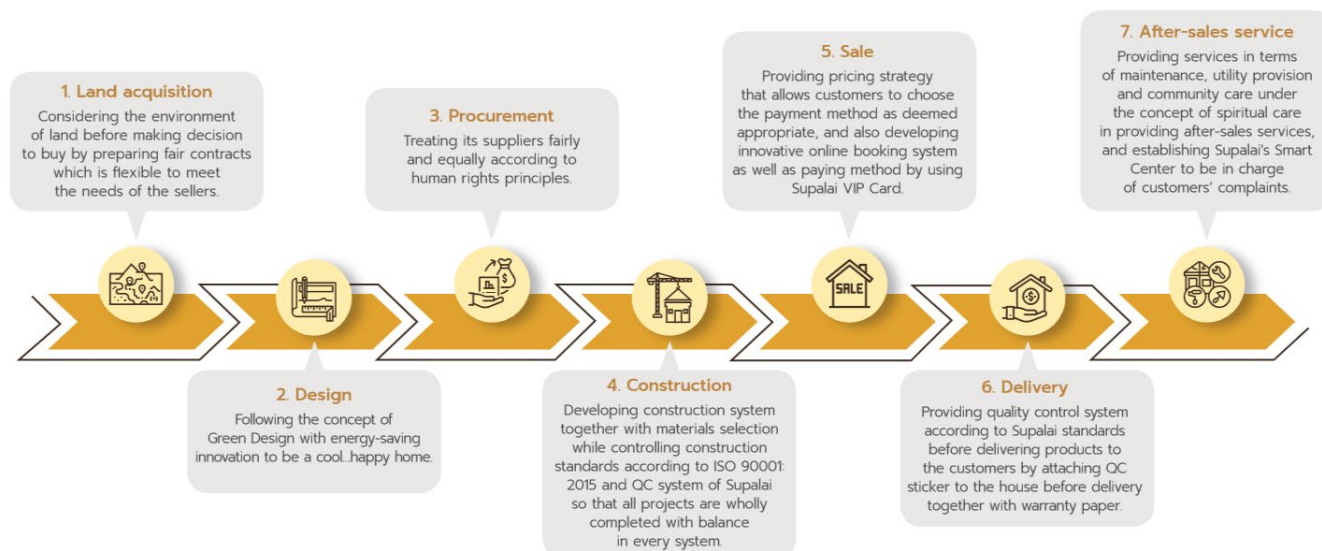 1. Land acquisition
Considering the environment
of land before making decision
to buy by preparing fair contracts
which is flexible to meet
the needs of the sellers.
2. Design
Following the concept of
Green Design with energy-saving
innovation to be a cool...happy home.
3. Procurement
Treating its suppliers fairly
and equally according to
human rights principles.
4. Construction
Developing construction system
together with materials selection
while controlling construction
standards according to ISO 90001:
2015 and QC system of Supalai
so that all projects are wholly
completed with balance
in every system.
5. Sale
Providing pricing strategy
that allows customers to choose
the payment method as deemed
appropriate, and also developing
innovative online booking system
as well as paying method by using
Supalai VIP Card.
SALE
6. Delivery
Providing quality control system
according to Supalai standards
before delivering products to
the customers by attaching QC
sticker to the house before delivery
together with warranty paper.
7. After-sales service
Providing services in terms
of maintenance, utility provision
and community care under
the concept of spiritual care
in providing after-sales services,
and establishing Supalai's Smart
Center to be in charge
of customers' complaints.